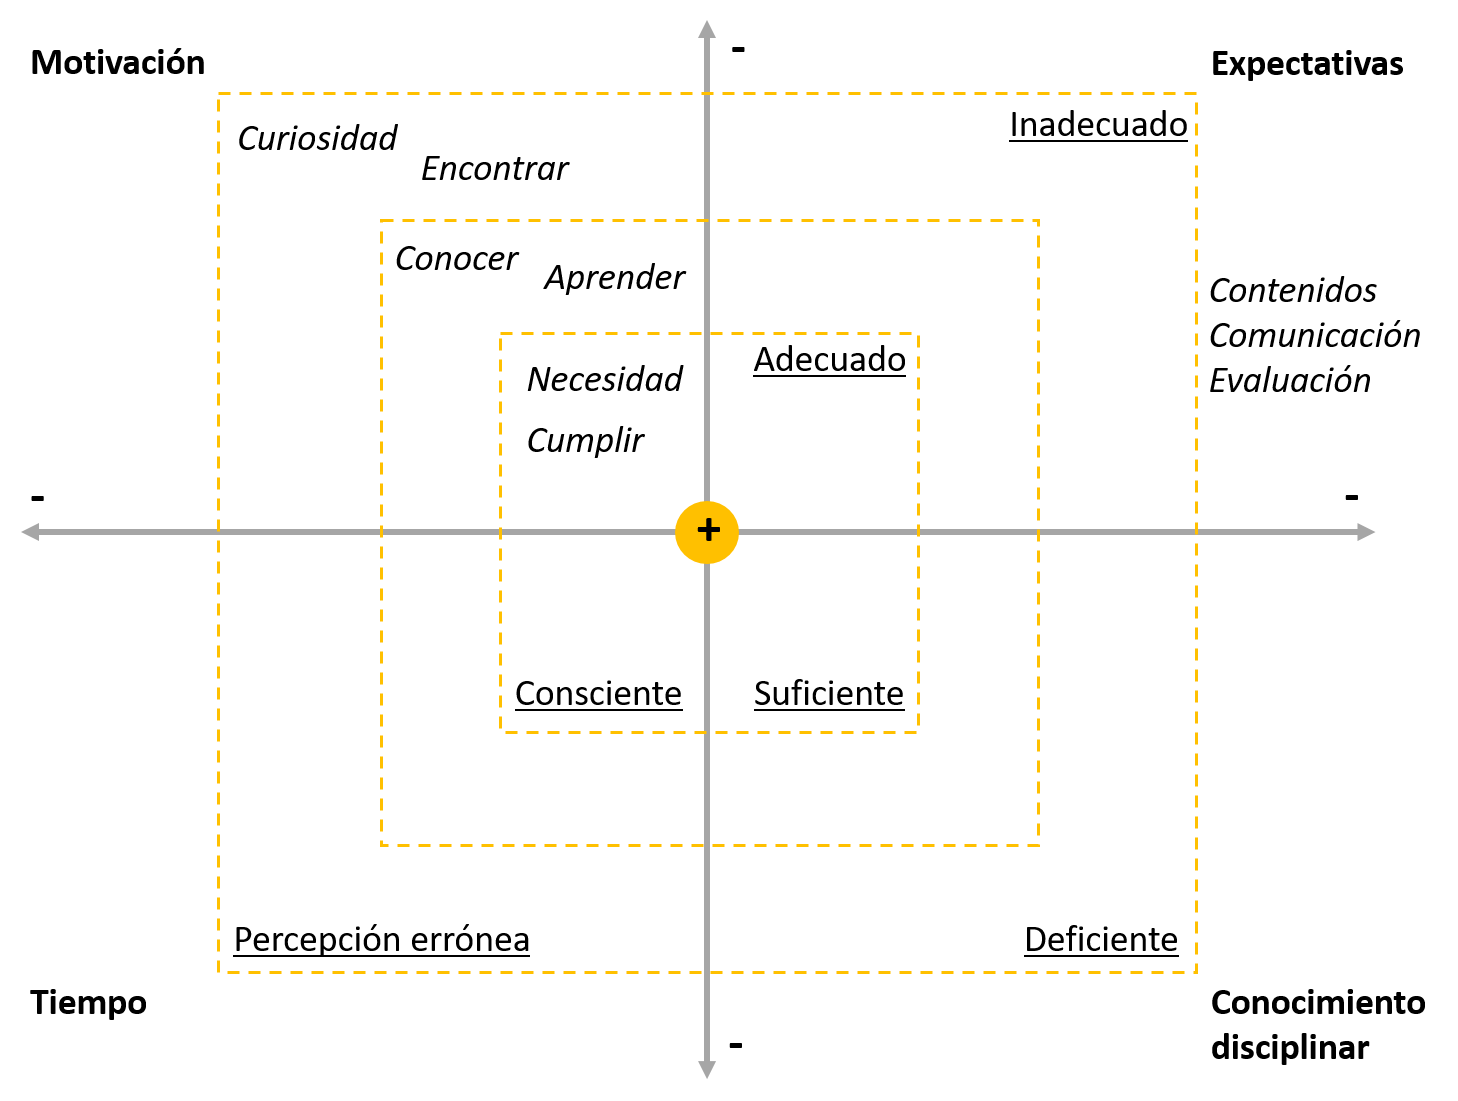 -
Motivación
Expectativas
Curiosidad
Inadecuado
Encontrar
Conocer
Aprender
Contenidos
Comunicación
Evaluación
Necesidad
Adecuado
Cumplir
-
-
+
Consciente
Suficiente
Percepción errónea
Deficiente
Tiempo
Conocimiento
disciplinar
-